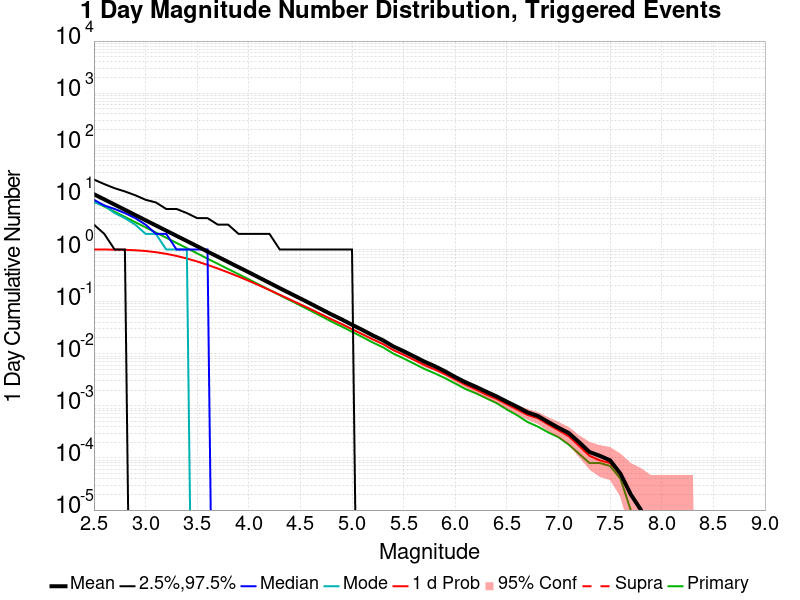 1 Day Magnitude Number Distribution, Triggered Events
1 Day Cumulative Number
10^4
10^3
10^2
10^1
10^0
10^-1
10^-2
10^-3
10^-4
10^-5
2.5 3.0 3.5 4.0 4.5 5.0 5.5 6.0 6.5 7.0 7.5 8.0 8.5 9.0
Magnitude
Mean 2.5%,97.5% Median Mode 1 d Prob 95% Conf Supra Primary